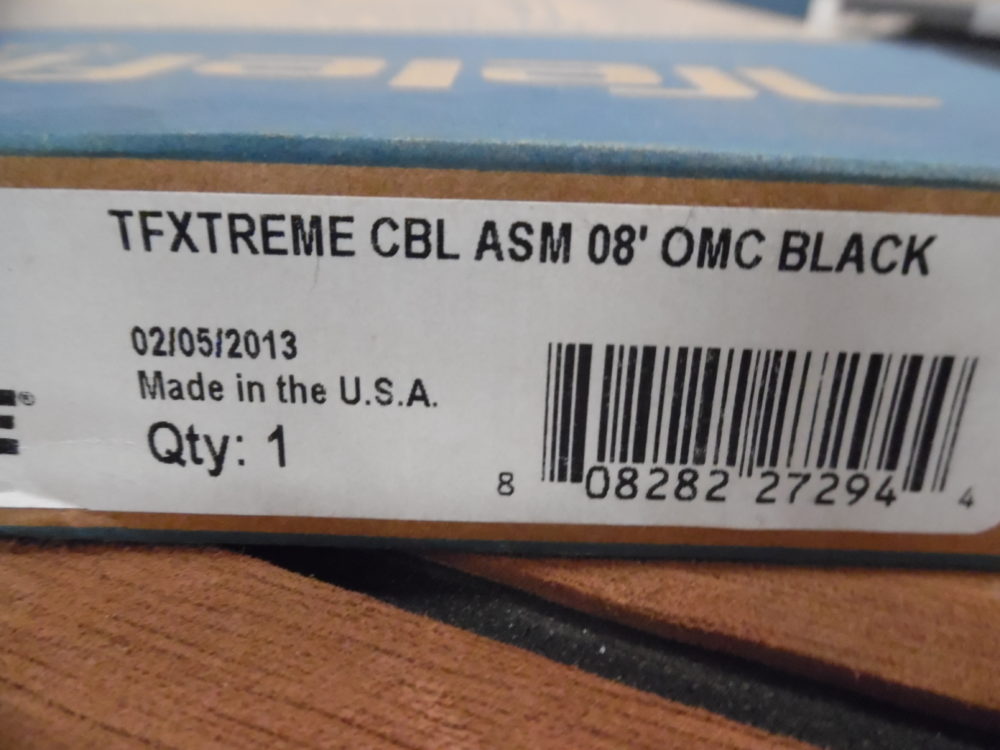 TFXTREME CBL ASM 08' OMC BLACK
02/05/2013
Made in the U.S.A.
Qty: 1
8 08282 27294 4